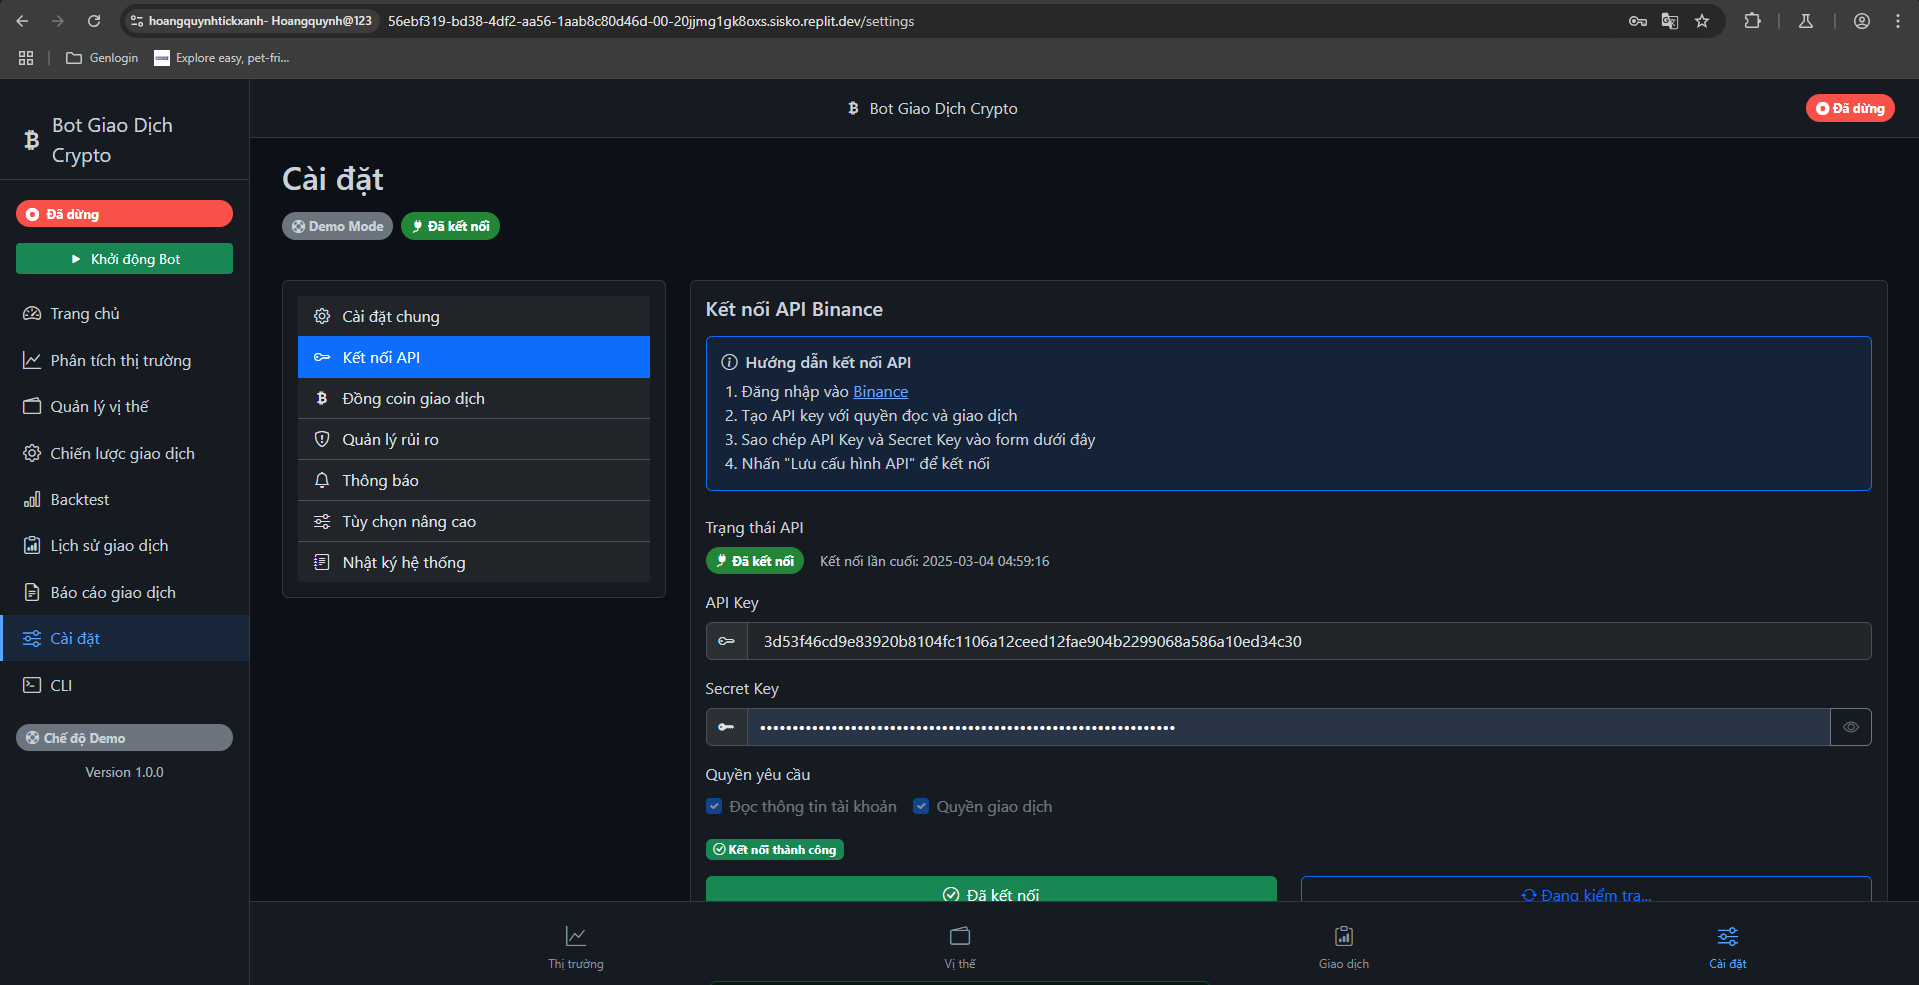 hoangquynhtickxanh- Hoangquynh@123
56ebf319-bd38-4df2-aa56-1aab8c80d46d-00-20jjmg1gk8oxs.sisko.replit.dev/settings
Genlogin
Explore easy, pet-fri...
Bot Giao Dịch
Crypto
Đã dừng
Khởi động Bot
Trang chủ
Phân tích thị trường
Quản lý vị thế
Chiến lược giao dịch
Backtest
Lịch sử giao dịch
Báo cáo giao dịch
Cài đặt
CLI
Chế độ Demo
Version 1.0.0
Bot Giao Dịch Crypto
Đã dừng
Cài đặt
Demo Mode
Đã kết nối
Cài đặt chung
Kết nối API
Đồng coin giao dịch
Quản lý rủi ro
Thông báo
Tùy chọn nâng cao
Nhật ký hệ thống
Kết nối API Binance
Hướng dẫn kết nối API
1. Đăng nhập vào Binance
2. Tạo API key với quyền đọc và giao dịch
3. Sao chép API Key và Secret Key vào form dưới đây
4. Nhấn "Lưu cấu hình API" để kết nối
Trạng thái API
Đã kết nối
Kết nối lần cuối: 2025-03-04 04:59:16
API Key
3d53f46cd9e83920b8104fc1106a12ceed12fae904b2299068a586a10ed34c30
Secret Key
Quyền yêu cầu
Đọc thông tin tài khoản
Quyền giao dịch
Kết nối thành công
Đã kết nối
Đang kiểm tra...
Thị trường
Vị thế
Giao dịch
Cài đặt